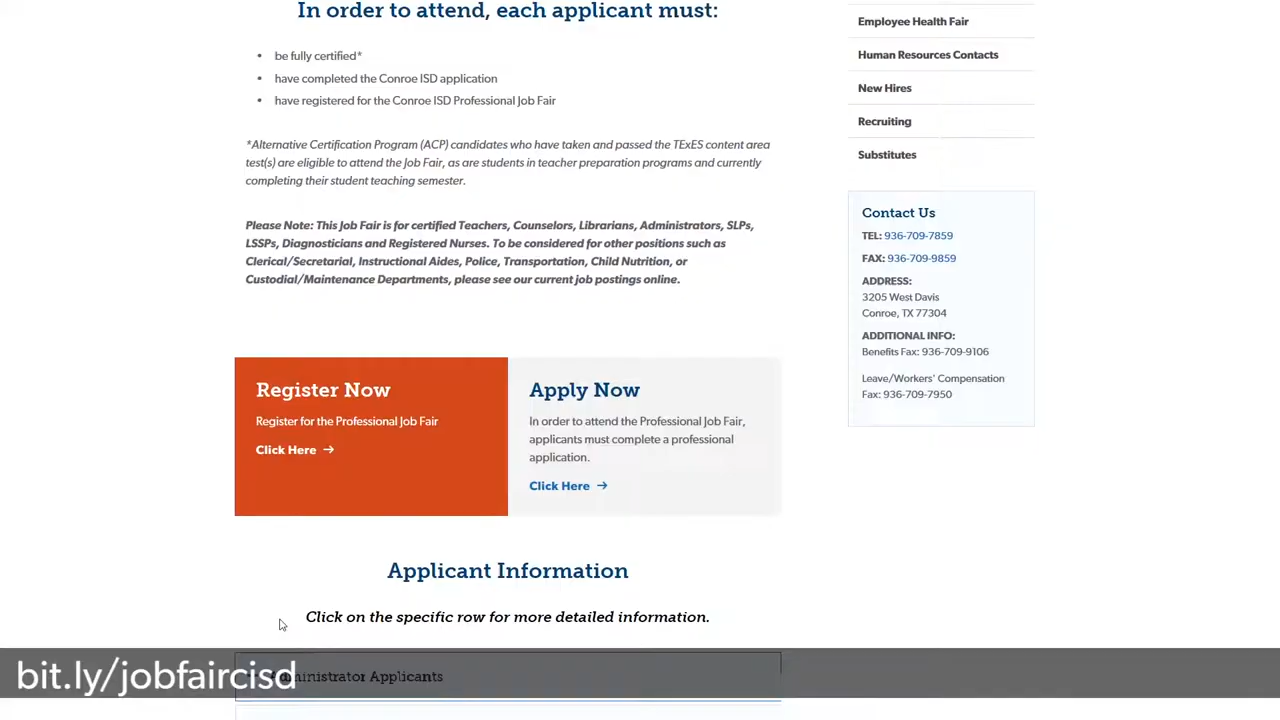 In order to attend, each applicant must:
• be fully certified*
• have completed the Conroe ISD application
• have registered for the Conroe ISD Professional Job Fair
*Alternative Certification Program (ACP) candidates who have taken and passed the TExES content area
test(s) are eligible to attend the Job Fair, as are students in teacher preparation programs and currently
completing their student teaching semester.
Please Note: This Job Fair is for certified Teachers, Counselors, Librarians, Administrators, SLPs,
LSSPs, Diagnosticians and Registered Nurses. To be considered for other positions such as
Clerical/Secretarial, Instructional Aides, Police, Transportation, Child Nutrition, or
Custodial/Maintenance Departments, please see our current job postings online.
Register Now
Register for the Professional Job Fair
Click Here →
Apply Now
In order to attend the Professional Job Fair,
applicants must complete a professional
application.
Click Here →
Applicant Information
Click on the specific row for more detailed information.
Administrator Applicants
bit.ly/jobfaircisd
Employee Health Fair
Human Resources Contacts
New Hires
Recruiting
Substitutes
Contact Us
TEL: 936-709-7859
FAX: 936-709-9859
ADDRESS:
3205 West Davis
Conroe, TX 77304
ADDITIONAL INFO:
Benefits Fax: 936-709-9106
Leave/Workers' Compensation
Fax: 936-709-7950